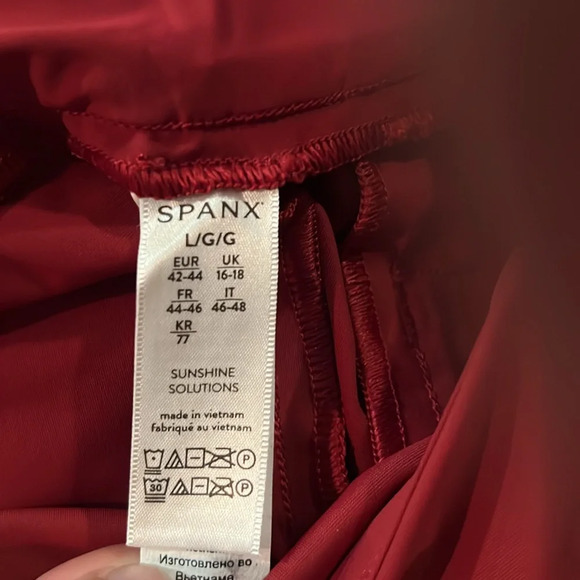 SPANX
L/G/G
EUR UK
42-44 16-18
FR IT
44-46 46-48
KR
77
SUNSHINE
SOLUTIONS
made in vietnam
fabriqué au vietnam
P
30 P
Изготовлено во
Вьетнаме